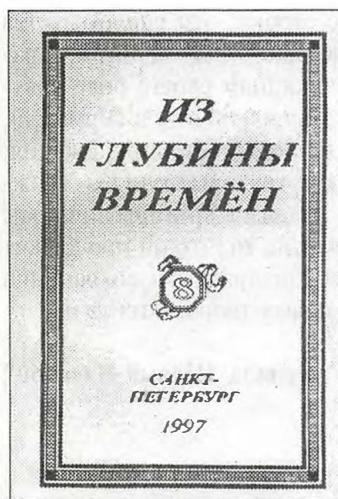 ИЗ
ГЛУБИНЫ
ВРЕМЁН
8
САНКТ-
ПЕТЕРБУРГ
1997